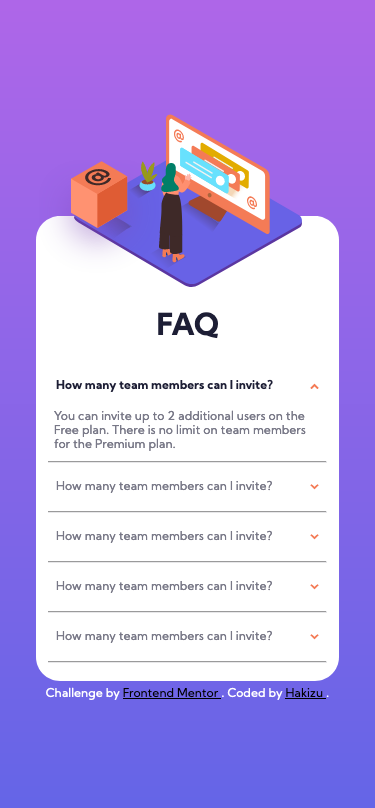 FAQ
How many team members can I invite?
You can invite up to 2 additional users on the
Free plan. There is no limit on team members
for the Premium plan.
How many team members can I invite?
How many team members can I invite?
How many team members can I invite?
How many team members can I invite?
Challenge by Frontend Mentor . Coded by Hakizu .